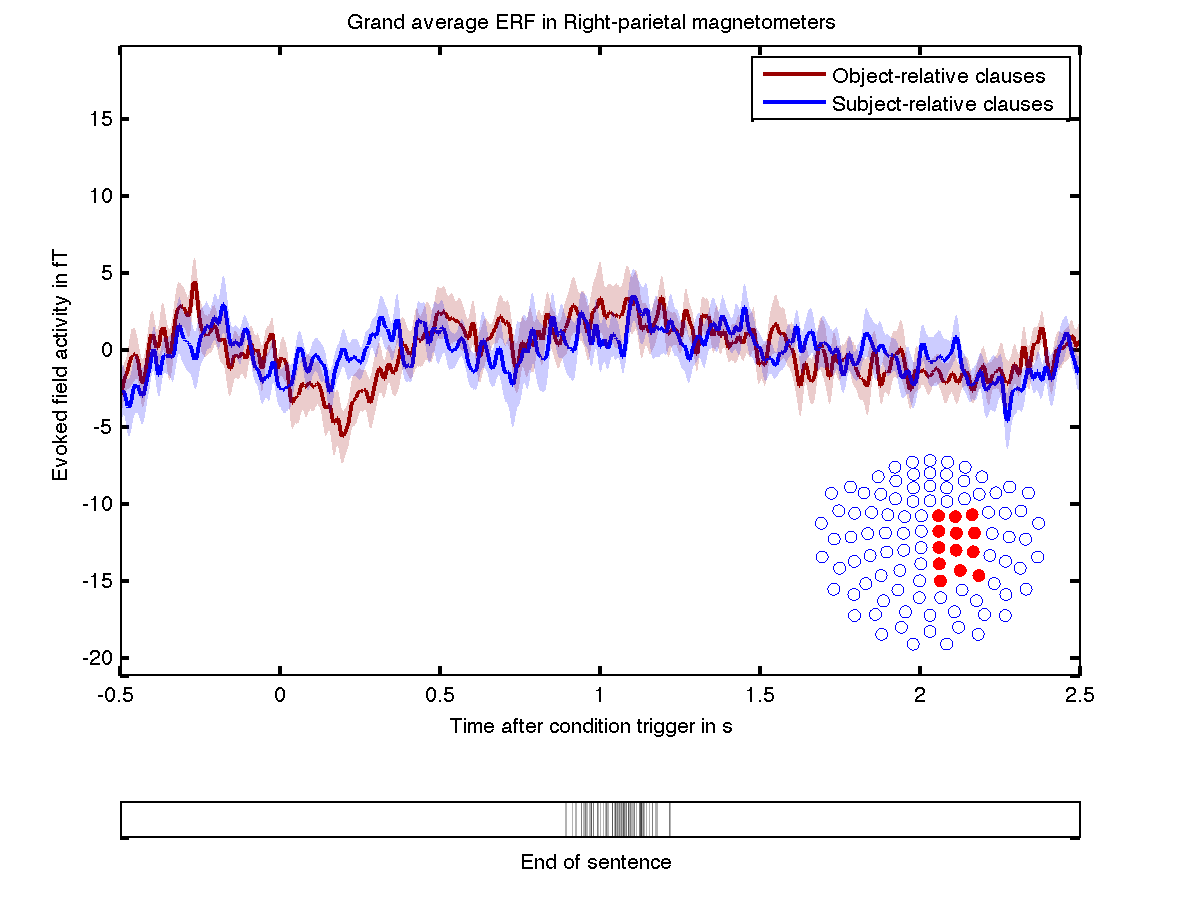 Grand average ERF in Right-parietal magnetometers
Object-relative clauses
Subject-relative clauses
Evoked field activity in fT
15
10
5
0
-5
-10
-15
-20
-0.5
0
0.5
1
1.5
2
2.5
Time after condition trigger in s
End of sentence